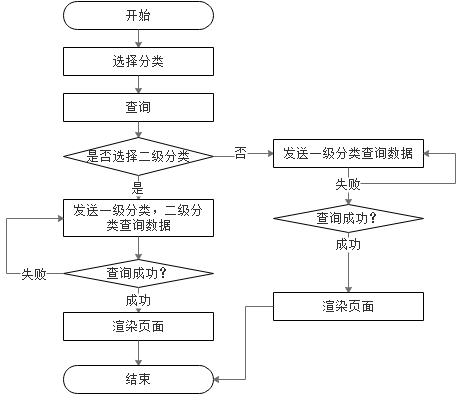 开始
选择分类
查询
是否选择二级分类
否
发送一级分类查询数据
是
失败
发送一级分类，二级分
类查询数据
查询成功？
成功
查询成功？
失败
成功
渲染页面
渲染页面
结束